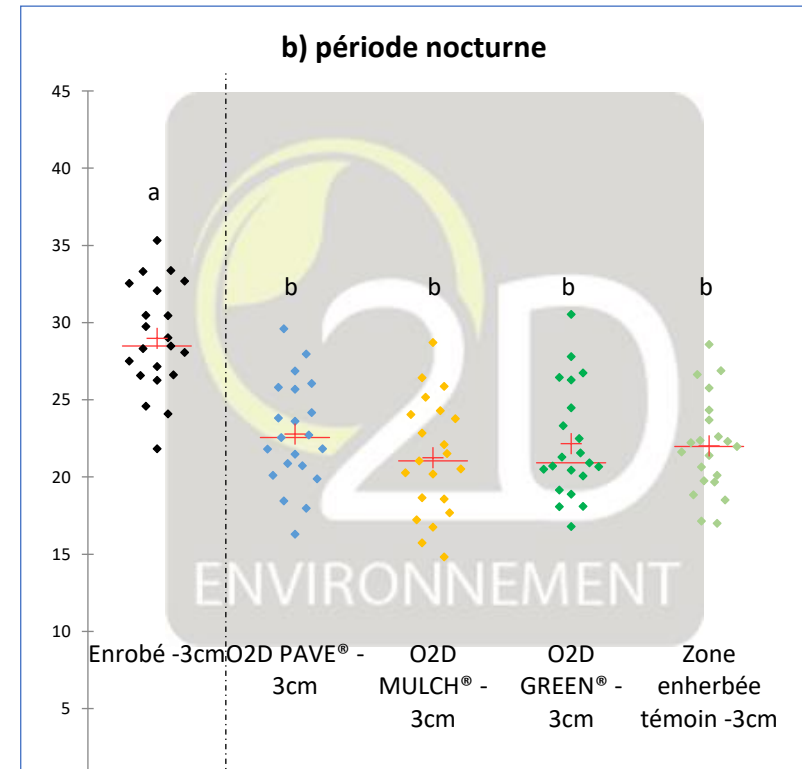 b) période nocturne
45
40
35
30
25
20
15
10
5
a
b
b
b
b
2D
ENVIRONNEMENT
Enrobé -3cm
O2D PAVE® -
3cm
O2D
MULCH® -
3cm
O2D
GREEN® -
3cm
Zone
enherbée
témoin -3cm